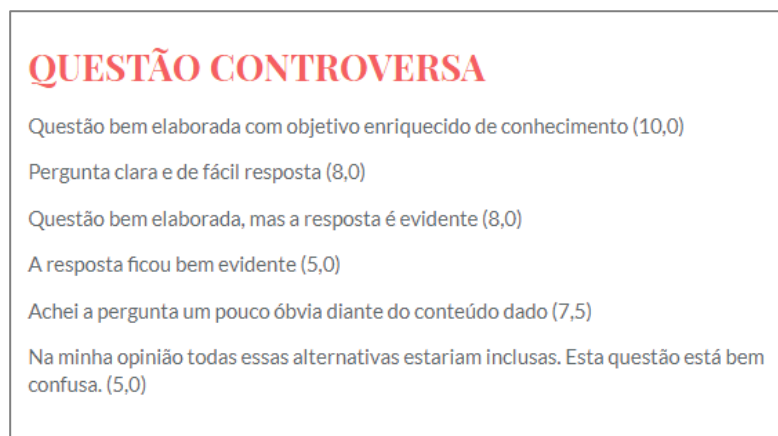 QUESTÃO CONTROVERSA
Questão bem elaborada com objetivo enriquecido de conhecimento (10,0)
Pergunta clara e de fácil resposta (8,0)
Questão bem elaborada, mas a resposta é evidente (8,0)
A resposta ficou bem evidente (5,0)
Achei a pergunta um pouco óbvia diante do conteúdo dado (7,5)
Na minha opinião todas essas alternativas estariam inclusas. Esta questão está bem
confusa. (5,0)